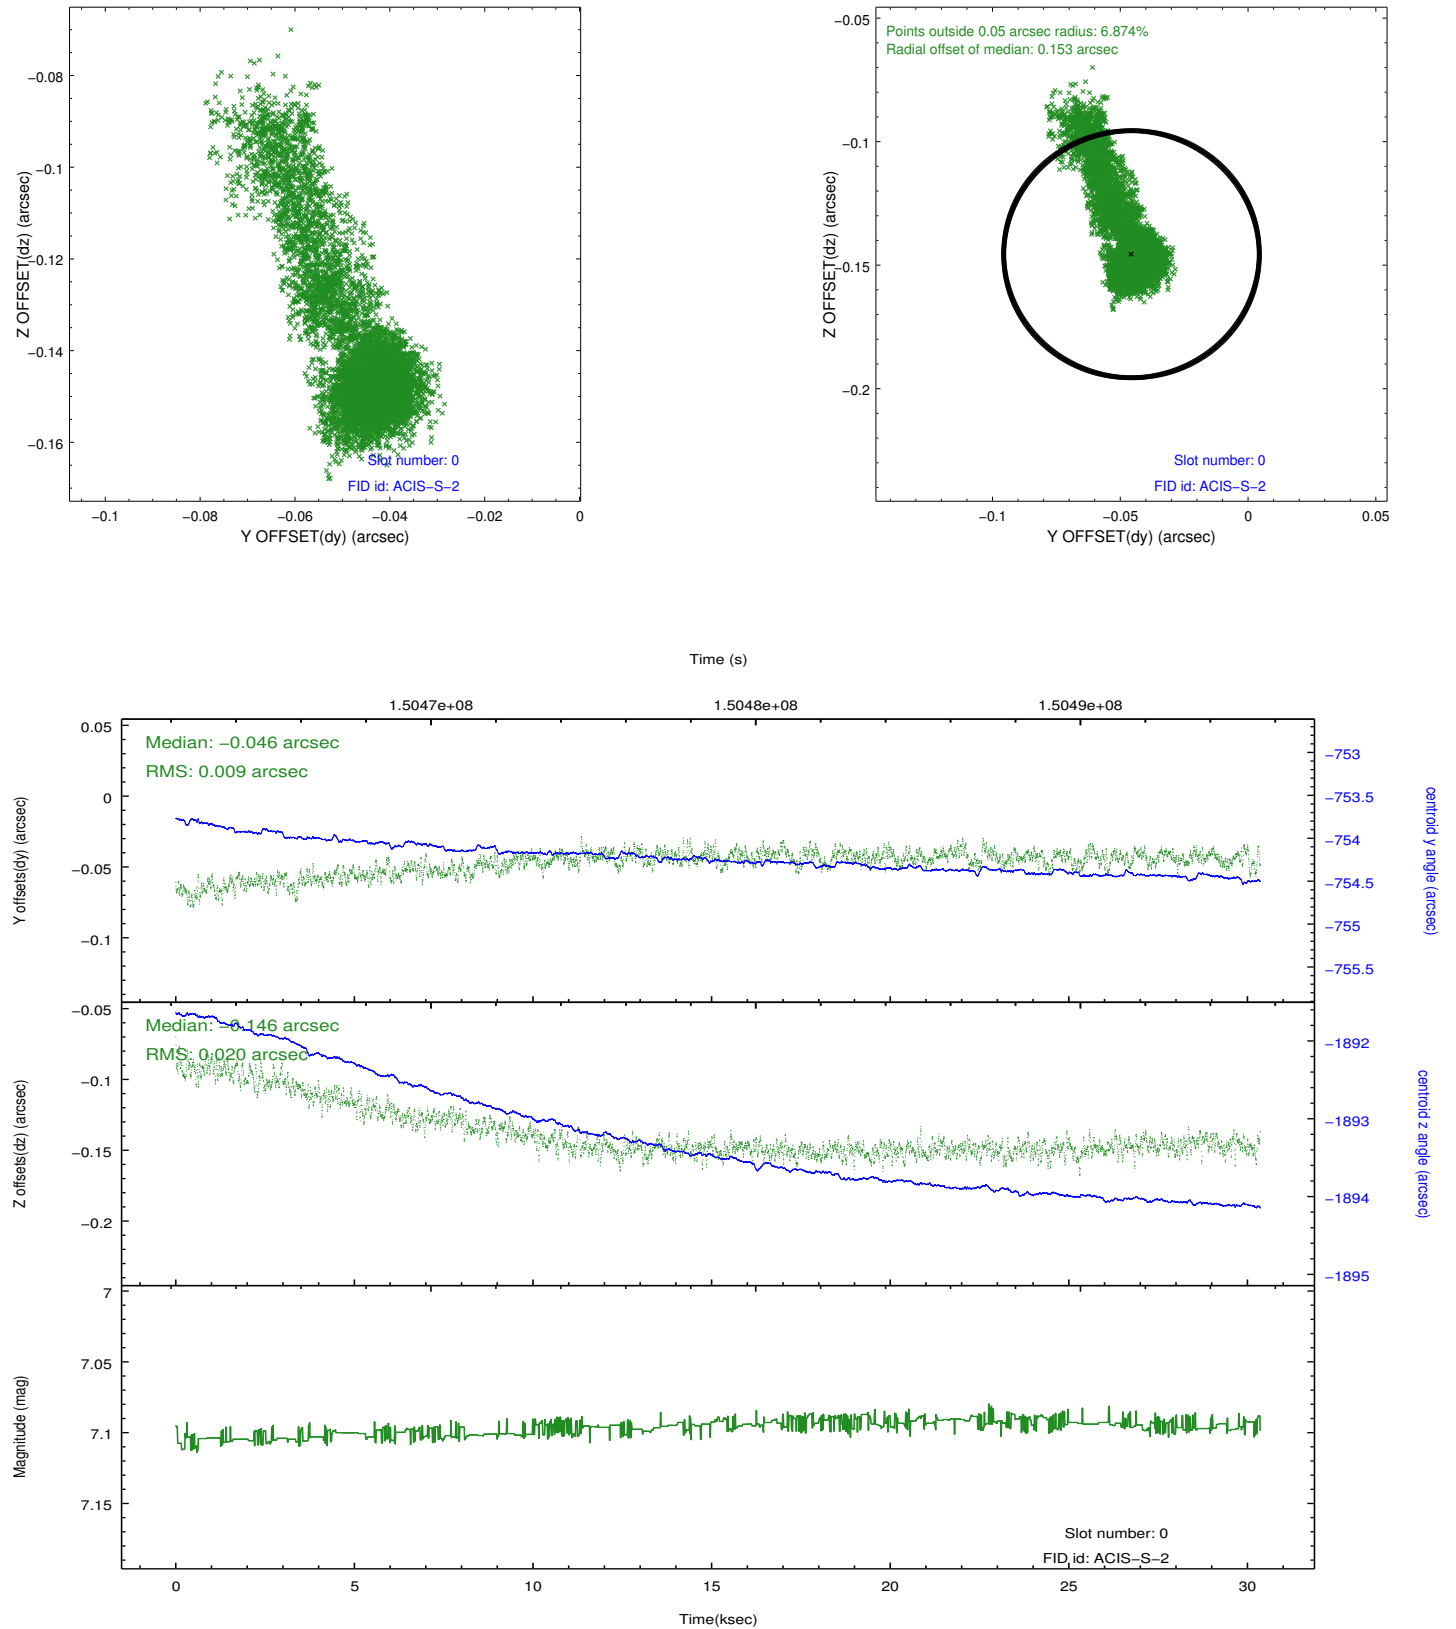 −0.08
−0.1
−0.12
−0.14
−0.16
Z OFFSET(dz) (arcsec)
Slot number: 0
FID id: ACIS−S−2
−0.1
−0.08
−0.06
−0.04
−0.02
0
Y OFFSET(dy) (arcsec)
Points outside 0.05 arcsec radius: 6.874%
Radial offset of median: 0.153 arcsec
−0.05
−0.1
−0.15
−0.2
Z OFFSET(dz) (arcsec)
Slot number: 0
FID id: ACIS−S−2
−0.1
−0.05
0
0.05
Y OFFSET(dy) (arcsec)
Time (s)
1.5047e+08
1.5048e+08
1.5049e+08
Median: −0.046 arcsec
RMS: 0.009 arcsec
0.05
0
−0.05
−0.1
Y offsets(dy) (arcsec)
−753
−753.5
−754
−754.5
−755
−755.5
centroid y angle (arcsec)
Median: −0.146 arcsec
RMS: 0.020 arcsec
−0.05
−0.1
−0.15
−0.2
Z offsets(dz) (arcsec)
−1892
−1893
−1894
−1895
centroid z angle (arcsec)
7
7.05
7.1
7.15
Magnitude (mag)
Slot number: 0
FID id: ACIS−S−2
0
5
10
15
20
25
30
Time(ksec)